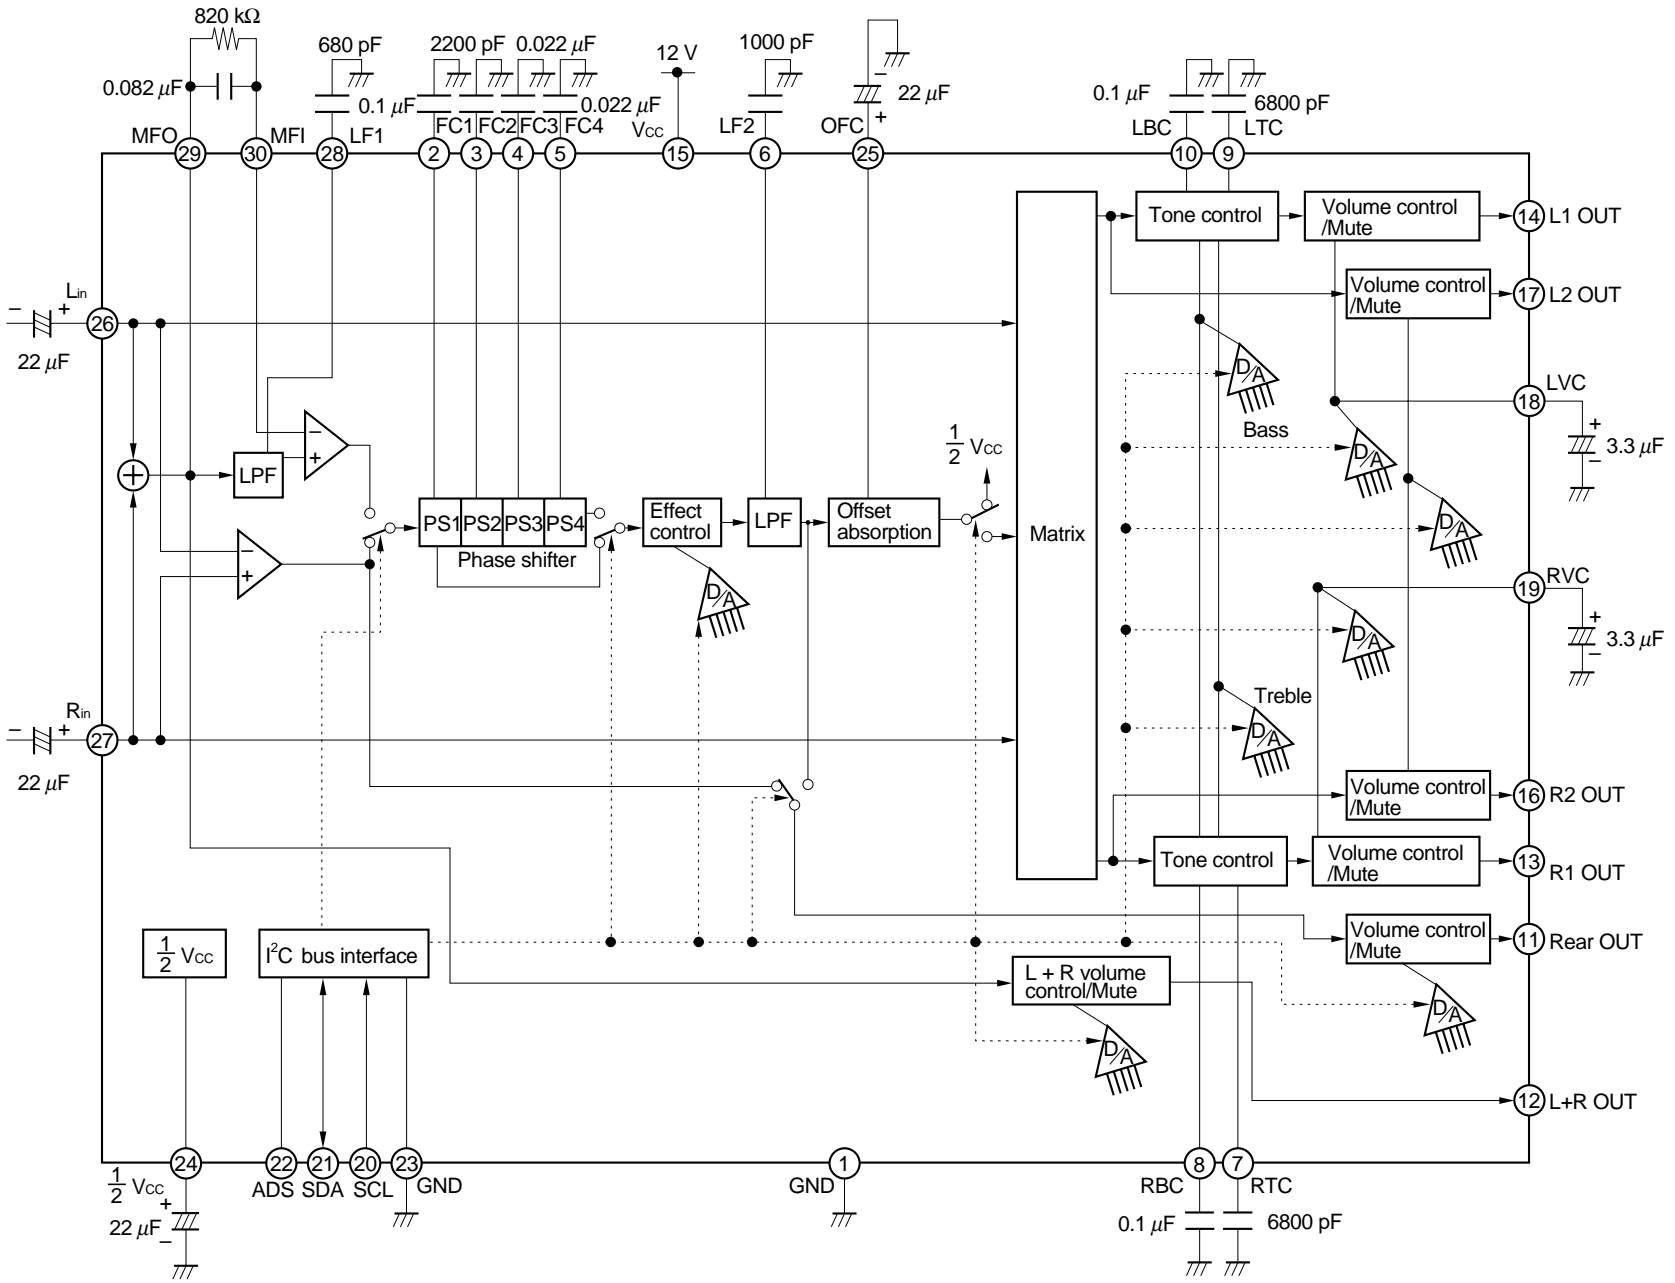 820 kΩ
680 pF
2200 pF
0.022 µF
1000 pF
12 V
0.082 µF
0.1 µF
0.022 µF
22 µF
0.1 µF
6800 pF
MFO
MFI
LF1
FC1
FC2
FC3
FC4
VCC
LF2
OFC
LBC
LTC
29
30
28
2
3
4
5
15
6
25
10
9
Tone control
Volume control
/Mute
14
L1 OUT
Volume control
/Mute
17
L2 OUT
Lin
− +
26
22 µF
D/A
Bass
LVC
18
+
−
3.3 µF
D/A
1/2 VCC
−
+
LPF
+
PS1
PS2
PS3
PS4
Phase shifter
Effect
control
LPF
Offset
absorption
Matrix
D/A
−
+
D/A
RVC
19
+
−
3.3 µF
D/A
Treble
D/A
Rin
− +
27
22 µF
Volume control
/Mute
16
R2 OUT
Tone control
Volume control
/Mute
13
R1 OUT
1/2 VCC
I2C bus interface
Volume control
/Mute
11
Rear OUT
L + R volume
control/Mute
D/A
D/A
12
L+R OUT
24
22
21
20
23
1
8
7
1/2 VCC
ADS
SDA
SCL
GND
GND
RBC
RTC
+
−
22 µF
0.1 µF
6800 pF